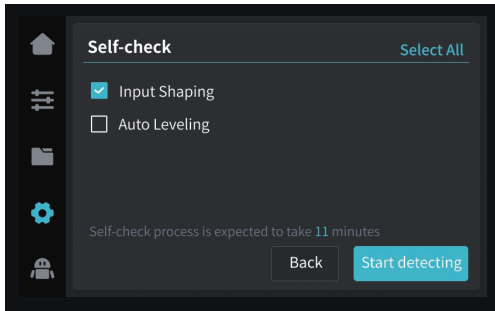 Self-check
Select All
Input Shaping
Auto Leveling
Self-check process is expected to take 11 minutes
Back
Start detecting